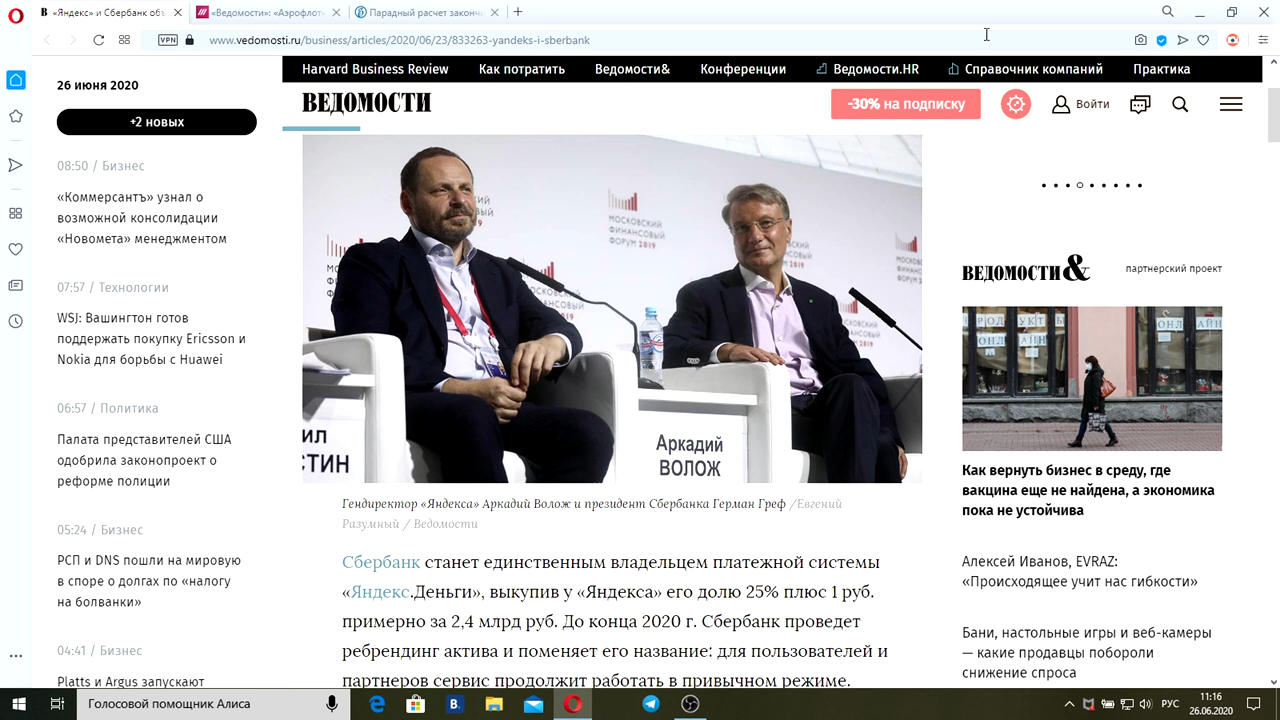 «Яндекс» и Сбербанк объ
«Ведомости»: «Аэрофлот»
Парадный расчет законч
VPN
www.vedomosti.ru/business/articles/2020/06/23/833263-yandeks-i-sberbank
Harvard Business Review Как потратить Ведомости& Конференции Ведомости.HR Справочник компаний Практика
ВЕДОМОСТИ
-30% на подписку
Войти
26 июня 2020
+2 новых
08:50 / Бизнес
«Коммерсантъ» узнал о
возможной консолидации
«Новомета» менеджментом
07:57 / Технологии
WSJ: Вашингтон готов
поддержать покупку Ericsson и
Nokia для борьбы с Huawei
06:57 / Политика
Палата представителей США
одобрила законопроект о
реформе полиции
05:24 / Бизнес
РСП и DNS пошли на мировую
в споре о долгах по «налогу
на болванки»
04:41 / Бизнес
Platts и Argus запускают
МОСКОВСКИЙ
ФИНАНСОВЫЙ
ФОРУМ 2019
ИЛ
СТИН
Аркадий
ВОЛОЖ
Гендиректор «Яндекса» Аркадий Волож и президент Сбербанка Герман Греф /Евгений
Разумный / Ведомости
Сбербанк станет единственным владельцем платежной системы
«Яндекс.Деньги», выкупив у «Яндекса» его долю 25% плюс 1 руб.
примерно за 2,4 млрд руб. До конца 2020 г. Сбербанк проведет
ребрендинг актива и поменяет его название: для пользователей и
партнеров сервис продолжит работать в привычном режиме.
ВЕДОМОСТИ&
партнерский проект
Как вернуть бизнес в среду, где
вакцина еще не найдена, а экономика
пока не устойчива
Алексей Иванов, EVRAZ:
«Происходящее учит нас гибкости»
Бани, настольные игры и веб-камеры
— какие продавцы побороли
снижение спроса
Голосовой помощник Алиса
РУС
11:16
26.06.2020